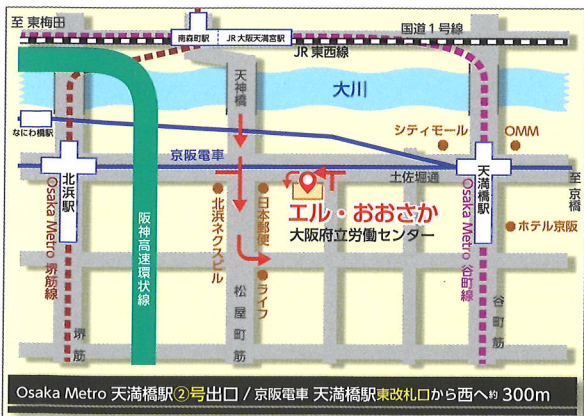 至 東梅田
南森町駅
JR 大阪天満宮駅
国道1号線
JR 東西線
天神橋
大川
なにわ橋駅
シティモール
OMM
京阪電車
土佐堀通
至 京橋
北浜駅
天満橋駅
エル・おおさか
大阪府立労働センター
北浜ネクスビル
日本郵便
ホテル京阪
Osaka Metro 堺筋線
阪神高速環状線
Osaka Metro 谷町線
ライフ
堺筋
松屋町筋
谷町筋
Osaka Metro 天満橋駅②号出口 / 京阪電車 天満橋駅東改札口から西へ約 300m